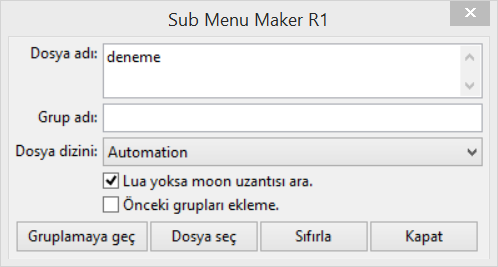 Sub Menu Maker R1
Dosya adı: deneme
Grup adı:
Dosya dizini: Automation
Lua yoksa moon uzantısı ara.
Önceki grupları ekleme.
Gruplamaya geç Dosya seç Sıfırla Kapat